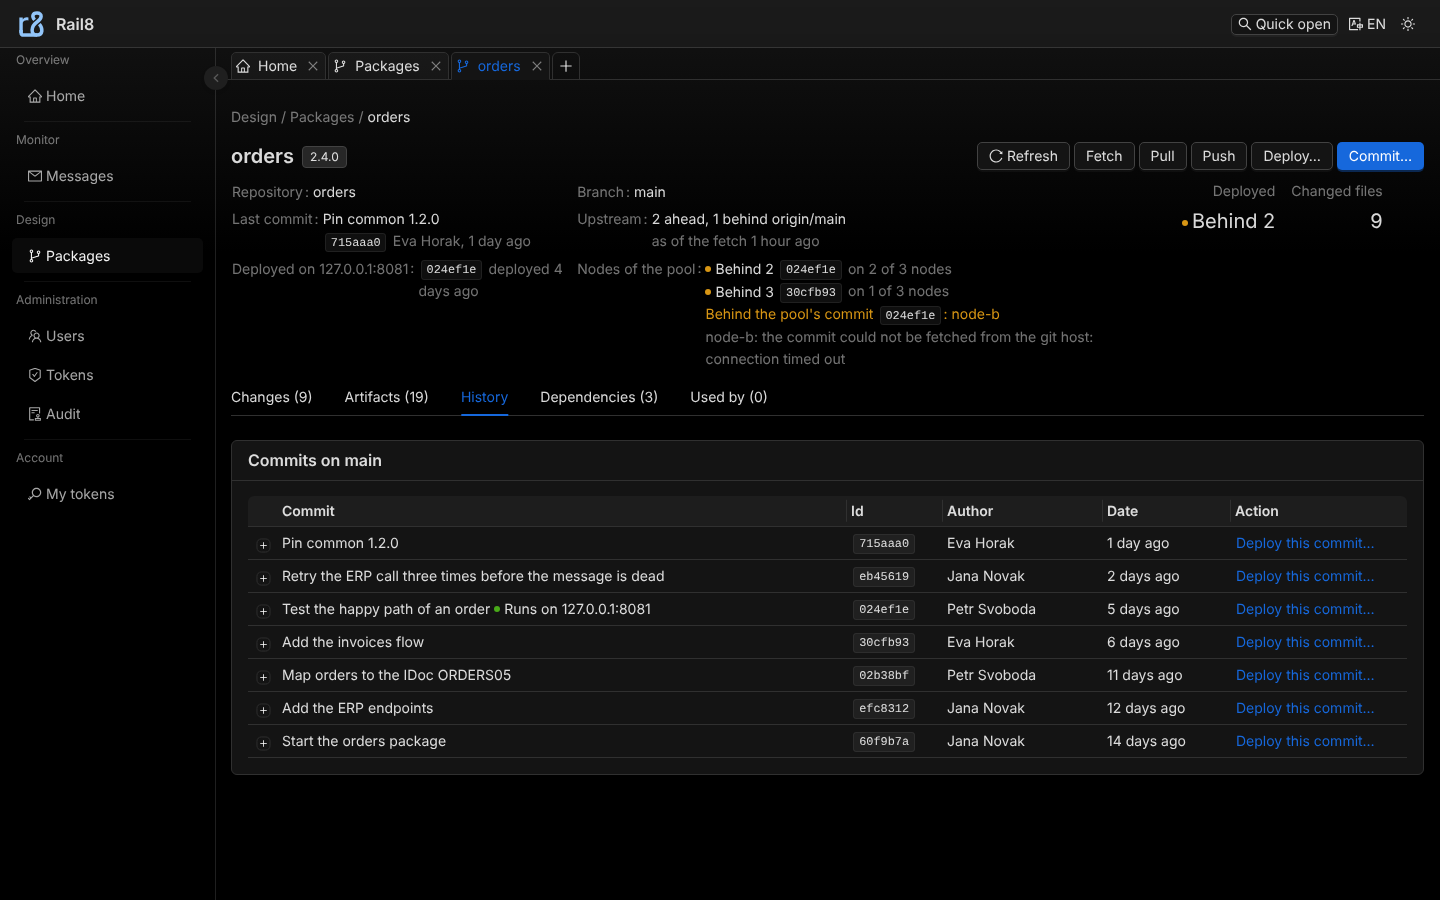 r8 Rail8
Quick open
EN
Overview
Home
Monitor
Messages
Design
Packages
Administration
Users
Tokens
Audit
Account
My tokens
Home
Packages
orders
Design / Packages / orders
orders 2.4.0
Refresh
Fetch
Pull
Push
Deploy...
Commit...
Repository: orders
Branch: main
Last commit: Pin common 1.2.0
715aaa0 Eva Horak, 1 day ago
Upstream: 2 ahead, 1 behind origin/main
as of the fetch 1 hour ago
Deployed on 127.0.0.1:8081: 024ef1e deployed 4
days ago
Nodes of the pool: Behind 2 024ef1e on 2 of 3 nodes
Behind 3 30cfb93 on 1 of 3 nodes
Behind the pool's commit 024ef1e : node-b
node-b: the commit could not be fetched from the git host:
connection timed out
Deployed
Behind 2
Changed files
9
Changes (9)
Artifacts (19)
History
Dependencies (3)
Used by (0)
Commits on main
Commit Id Author Date Action
Pin common 1.2.0 715aaa0 Eva Horak 1 day ago Deploy this commit...
Retry the ERP call three times before the message is dead eb45619 Jana Novak 2 days ago Deploy this commit...
Test the happy path of an order Runs on 127.0.0.1:8081 024ef1e Petr Svoboda 5 days ago Deploy this commit...
Add the invoices flow 30cfb93 Eva Horak 6 days ago Deploy this commit...
Map orders to the IDoc ORDERS05 02b38bf Petr Svoboda 11 days ago Deploy this commit...
Add the ERP endpoints efc8312 Jana Novak 12 days ago Deploy this commit...
Start the orders package 60f9b7a Jana Novak 14 days ago Deploy this commit...